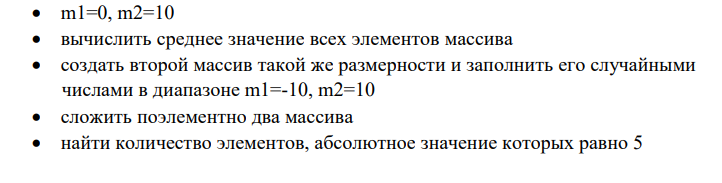 • m1=0, m2=10
• вычислить среднее значение всех элементов массива
• создать второй массив такой же размерности и заполнить его случайными
числами в диапазоне m1=-10, m2=10
• сложить поэлементно два массива
• найти количество элементов, абсолютное значение которых равно 5